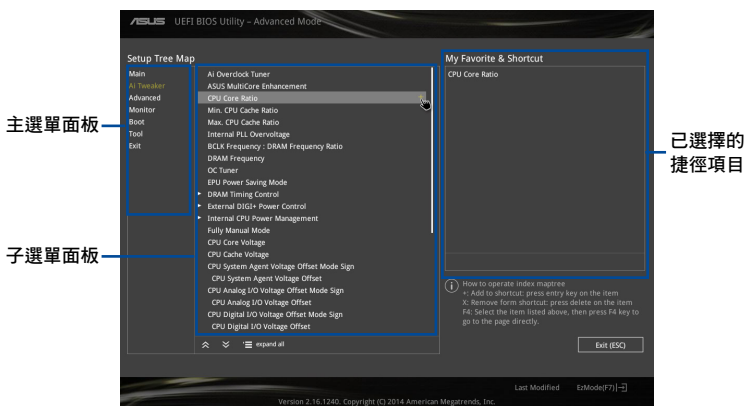 ASUS UEFI BIOS Utility – Advanced Mode
Setup Tree Map
Main
Ai Tweaker
Advanced
Monitor
Boot
Tool
Exit
Ai Overclock Tuner
ASUS MultiCore Enhancement
CPU Core Ratio
Min. CPU Cache Ratio
Max. CPU Cache Ratio
Internal PLL Overvoltage
BCLK Frequency : DRAM Frequency Ratio
DRAM Frequency
OC Tuner
EPU Power Saving Mode
DRAM Timing Control
External DIGI+ Power Control
Internal CPU Power Management
Fully Manual Mode
CPU Core Voltage
CPU Cache Voltage
CPU System Agent Voltage Offset Mode Sign
CPU System Agent Voltage Offset
CPU Analog I/O Voltage Offset Mode Sign
CPU Analog I/O Voltage Offset
CPU Digital I/O Voltage Offset Mode Sign
CPU Digital I/O Voltage Offset
expand all
My Favorite & Shortcut
CPU Core Ratio
How to operate index maptree
+: Add to shortcut: press entry key on the item
X: Remove form shortcut: press delete on the item
F4: Select the item listed above, then press F4 key to
go to the page directly.
Exit (ESC)
Last Modified EzMode(F7)
Version 2.16.1240. Copyright (C) 2014 American Megatrends, Inc.
主選單面板
子選單面板
已選擇的
捷徑項目